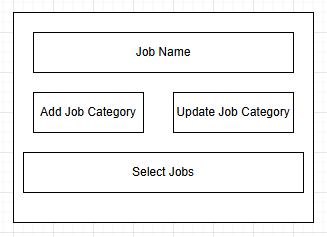 Job Name
Add Job Category
Update Job Category
Select Jobs